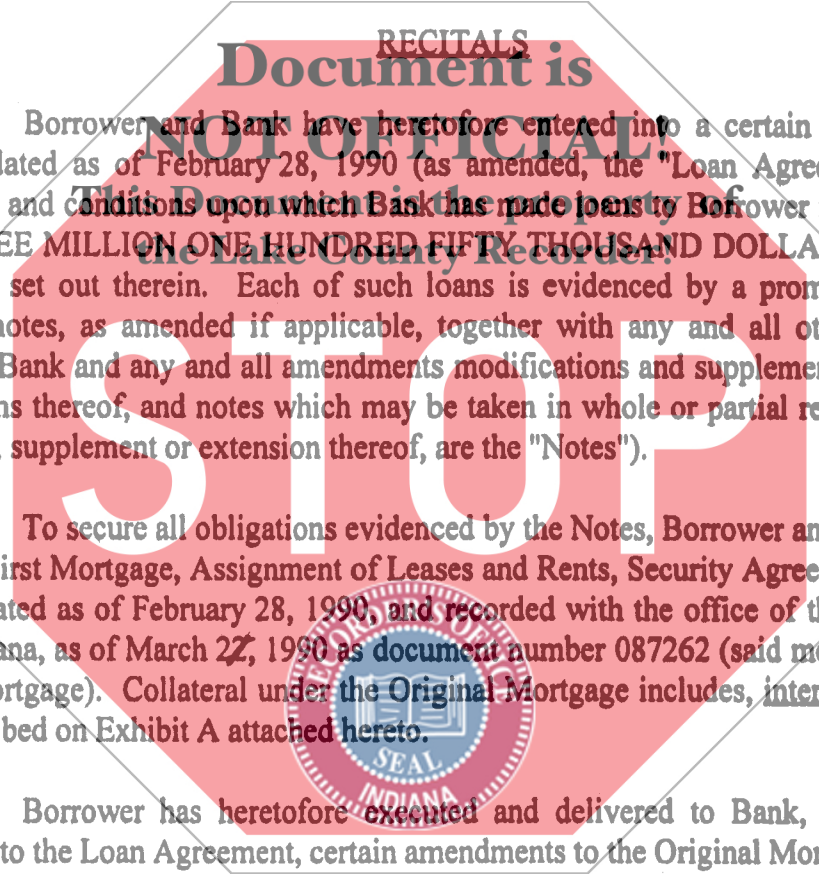 RECITALS
Document is
NOT OFFICIAL!
This Document is the property of
the Lake County Recorder!
STOP
Borrower and Bank have heretofore entered into a certain
lated as of February 28, 1990 (as amended, the "Loan Agre
and conditions upon which Bank has made loans to Borrower
EE MILLION ONE HUNDRED FIFTY THOUSAND DOLLA
set out therein. Each of such loans is evidenced by a prom
otes, as amended if applicable, together with any and all ot
Bank and any and all amendments modifications and supplemen
ns thereof, and notes which may be taken in whole or partial re
, supplement or extension thereof, are the "Notes").
To secure all obligations evidenced by the Notes, Borrower an
irst Mortgage, Assignment of Leases and Rents, Security Agree
ated as of February 28, 1990, and recorded with the office of th
ana, as of March 1990 as document number 087262 (said mo
ortgage). Collateral under the Original Mortgage includes, inter
bed on Exhibit A attached hereto.
SEAL
INDIANA
Borrower has heretofore executed and delivered to Bank,
to the Loan Agreement, certain amendments to the Original Mor